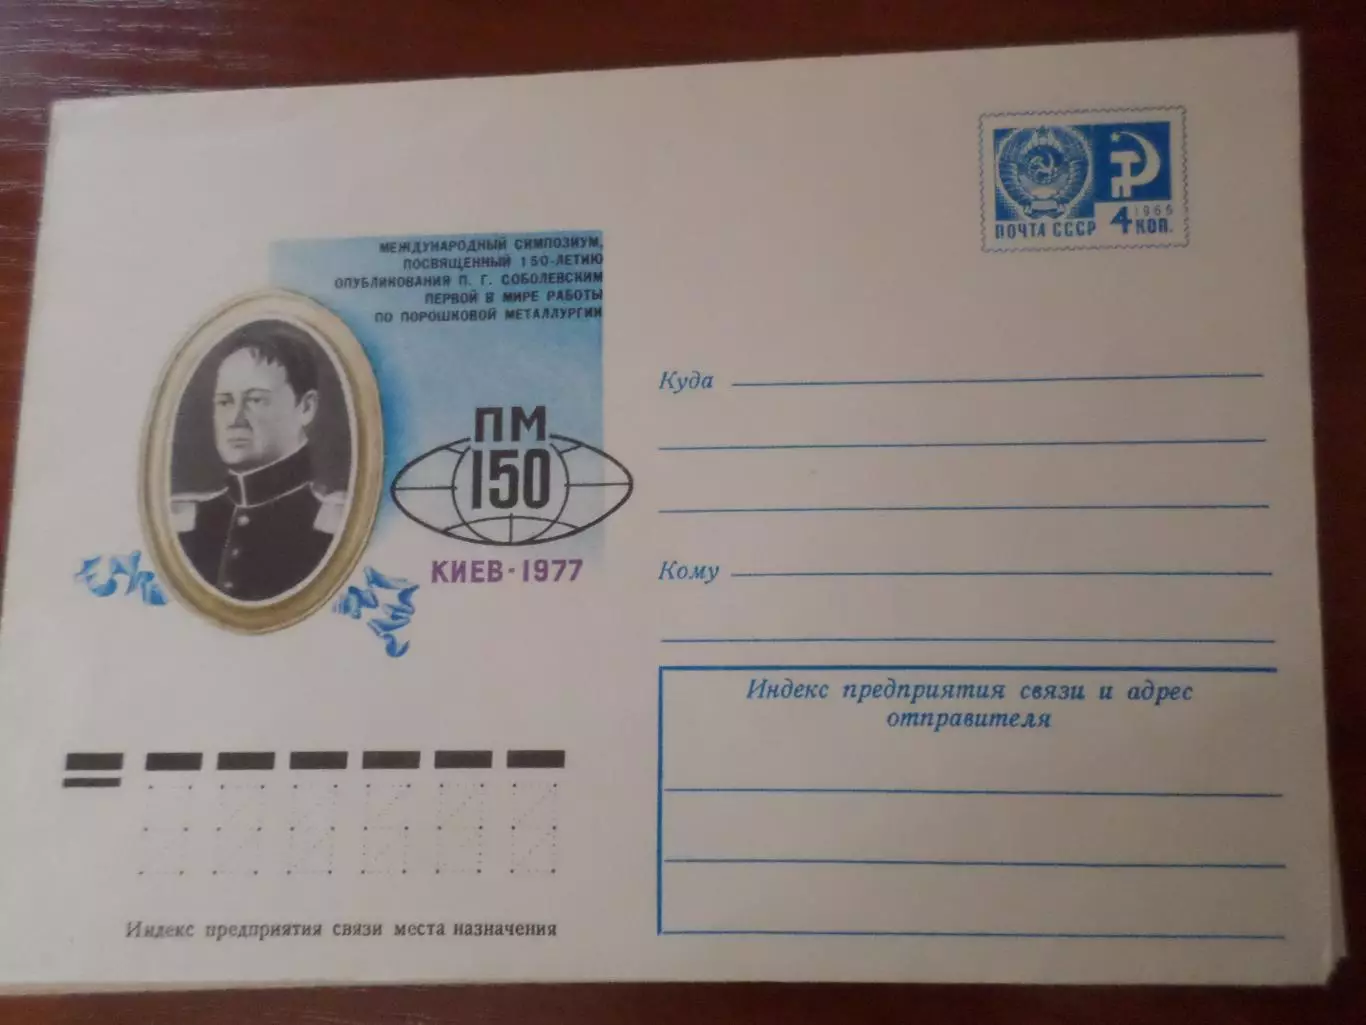 МЕЖДУНАРОДНЫЙ СИМПОЗИУМ,
ПОСВЯЩЕННЫЙ 150-ЛЕТИЮ
ОПУБЛИКОВАНИЯ П. Г. СОБОЛЕВСКИМ
ПЕРВОЙ В МИРЕ РАБОТЫ
ПО ПОРОШКОВОЙ МЕТАЛЛУРГИИ
ПМ
150
КИЕВ·1977
1966
ПОЧТА СССР 4 КОП.
Куда
Кому
Индекс предприятия связи и адрес
отправителя
Индекс предприятия связи места назначения